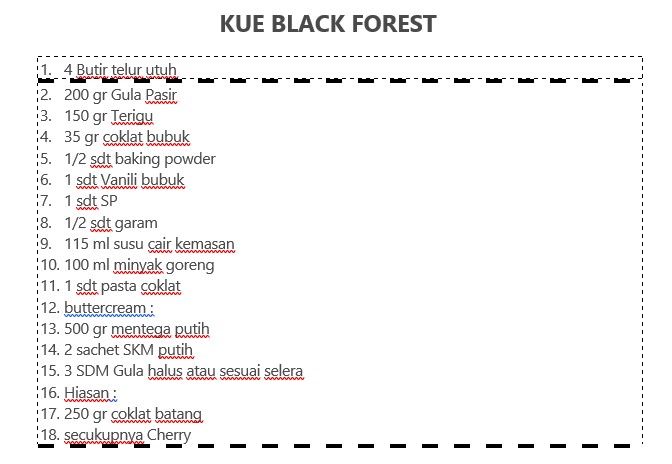 KUE BLACK FOREST
1. 4 Butir telur utuh
2. 200 gr Gula Pasir
3. 150 gr Terigu
4. 35 gr coklat bubuk
5. 1/2 sdt baking powder
6. 1 sdt Vanili bubuk
7. 1 sdt SP
8. 1/2 sdt garam
9. 115 ml susu cair kemasan
10. 100 ml minyak goreng
11. 1 sdt pasta coklat
12. buttercream :
13. 500 gr mentega putih
14. 2 sachet SKM putih
15. 3 SDM Gula halus atau sesuai selera
16. Hiasan :
17. 250 gr coklat batang
18. secukupnya Cherry